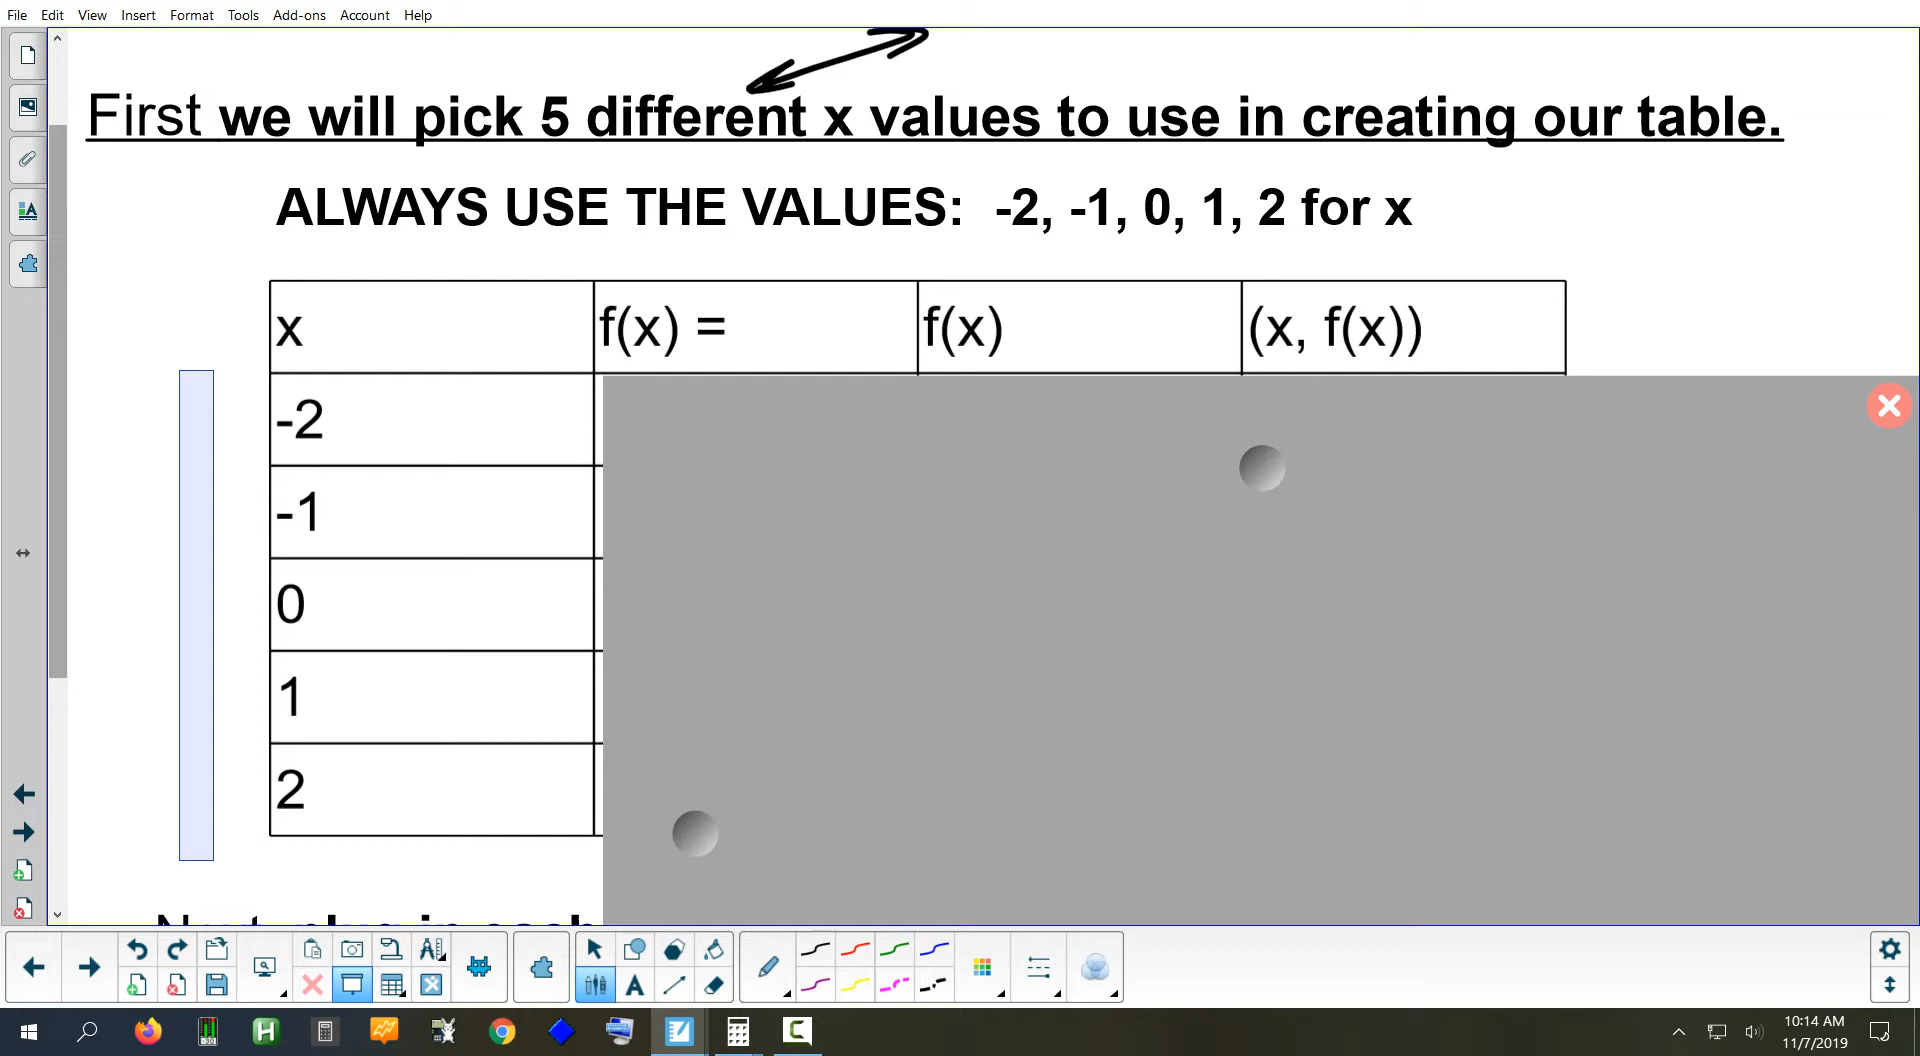 File Edit View Insert Format Tools Add-ons Account Help
First we will pick 5 different x values to use in creating our table.
ALWAYS USE THE VALUES: -2, -1, 0, 1, 2 for x
x f(x) = f(x) (x, f(x))
-2
-1
0
1
2
10:14 AM
11/7/2019